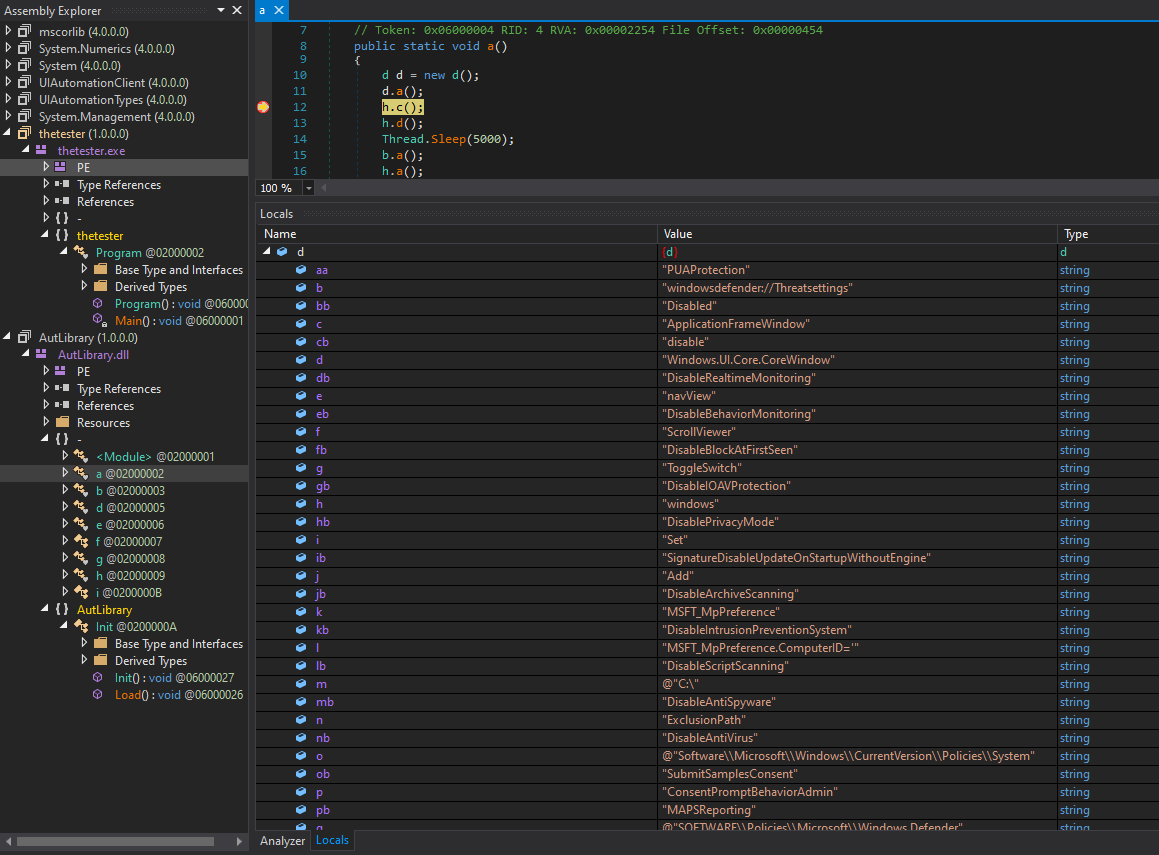 Assembly Explorer
mscorlib (4.0.0.0)
System.Numerics (4.0.0.0)
System (4.0.0.0)
UIAutomationClient (4.0.0.0)
UIAutomationTypes (4.0.0.0)
System.Management (4.0.0.0)
thetester (1.0.0.0)
thetester.exe
PE
Type References
References
{ } -
{ } thetester
Program @02000002
Base Type and Interfaces
Derived Types
Program() : void @060000
Main() : void @06000001
AutLibrary (1.0.0.0)
AutLibrary.dll
PE
Type References
References
Resources
{ } -
<Module> @02000001
a @02000002
b @02000003
d @02000005
e @02000006
f @02000007
g @02000008
h @02000009
i @0200000B
{ } AutLibrary
Init @0200000A
Base Type and Interfaces
Derived Types
Init() : void @06000027
Load() : void @06000026
a
7 // Token: 0x06000004 RID: 4 RVA: 0x00002254 File Offset: 0x00000454
8 public static void a()
9 {
10 d d = new d();
11 d.a();
12 h.c();
13 h.d();
14 Thread.Sleep(5000);
15 b.a();
16 h.a();
100 %
Locals
Name Value Type
d {d} d
aa "PUAProtection" string
b "windowsdefender://Threatsettings" string
bb "Disabled" string
c "ApplicationFrameWindow" string
cb "disable" string
d "Windows.UI.Core.CoreWindow" string
db "DisableRealtimeMonitoring" string
e "navView" string
eb "DisableBehaviorMonitoring" string
f "ScrollViewer" string
fb "DisableBlockAtFirstSeen" string
g "ToggleSwitch" string
gb "DisableIOAVProtection" string
h "windows" string
hb "DisablePrivacyMode" string
i "Set" string
ib "SignatureDisableUpdateOnStartupWithoutEngine" string
j "Add" string
jb "DisableArchiveScanning" string
k "MSFT_MpPreference" string
kb "DisableIntrusionPreventionSystem" string
l "MSFT_MpPreference.ComputerID='" string
lb "DisableScriptScanning" string
m @"C:\" string
mb "DisableAntiSpyware" string
n "ExclusionPath" string
nb "DisableAntiVirus" string
o @"Software\\Microsoft\\Windows\\CurrentVersion\\Policies\\System" string
ob "SubmitSamplesConsent" string
p "ConsentPromptBehaviorAdmin" string
pb "MAPSReporting" string
q @"SOFTWARE\\Policies\\Microsoft\\Windows Defender" string
Analyzer Locals